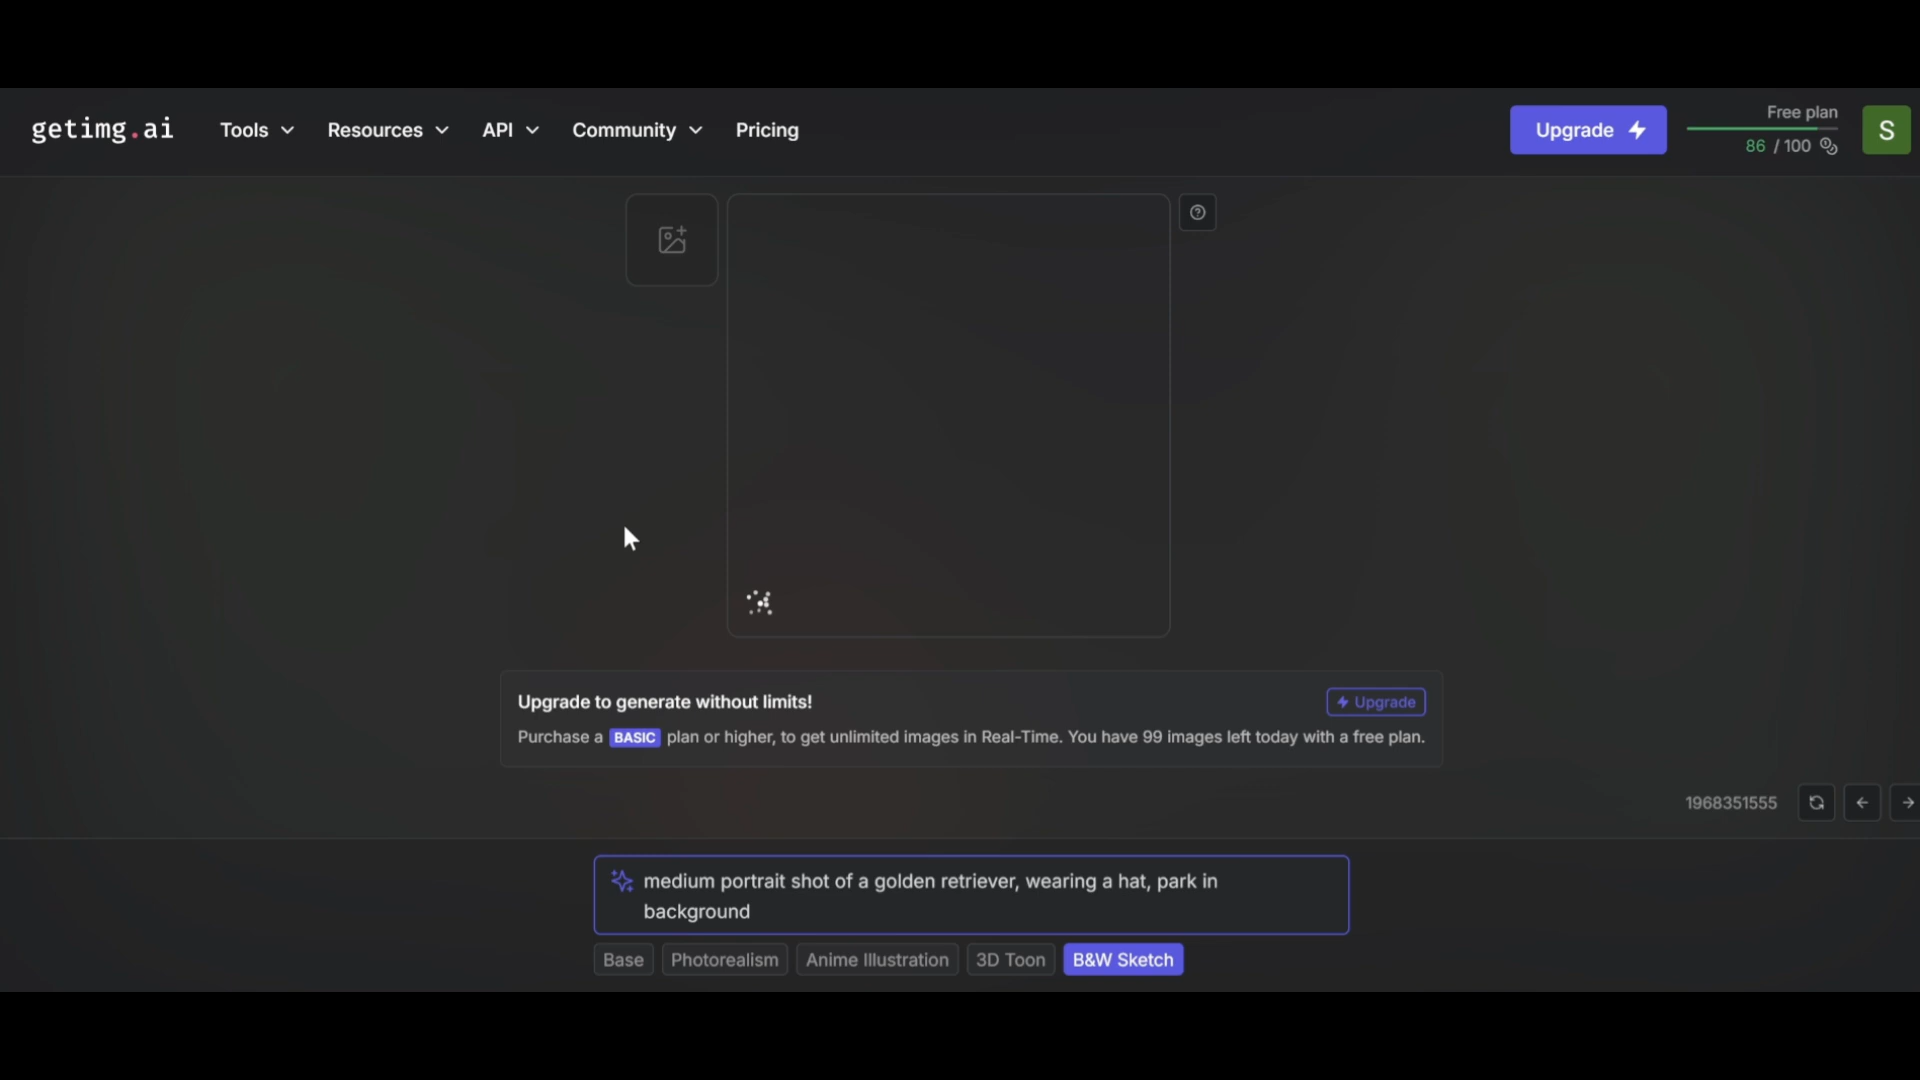 getimg.ai
Tools
Resources
API
Community
Pricing
Upgrade
Free plan
86 / 100
S
Upgrade to generate without limits!
Upgrade
Purchase a BASIC plan or higher, to get unlimited images in Real-Time. You have 99 images left today with a free plan.
1968351555
medium portrait shot of a golden retriever, wearing a hat, park in
background
Base
Photorealism
Anime Illustration
3D Toon
B&W Sketch